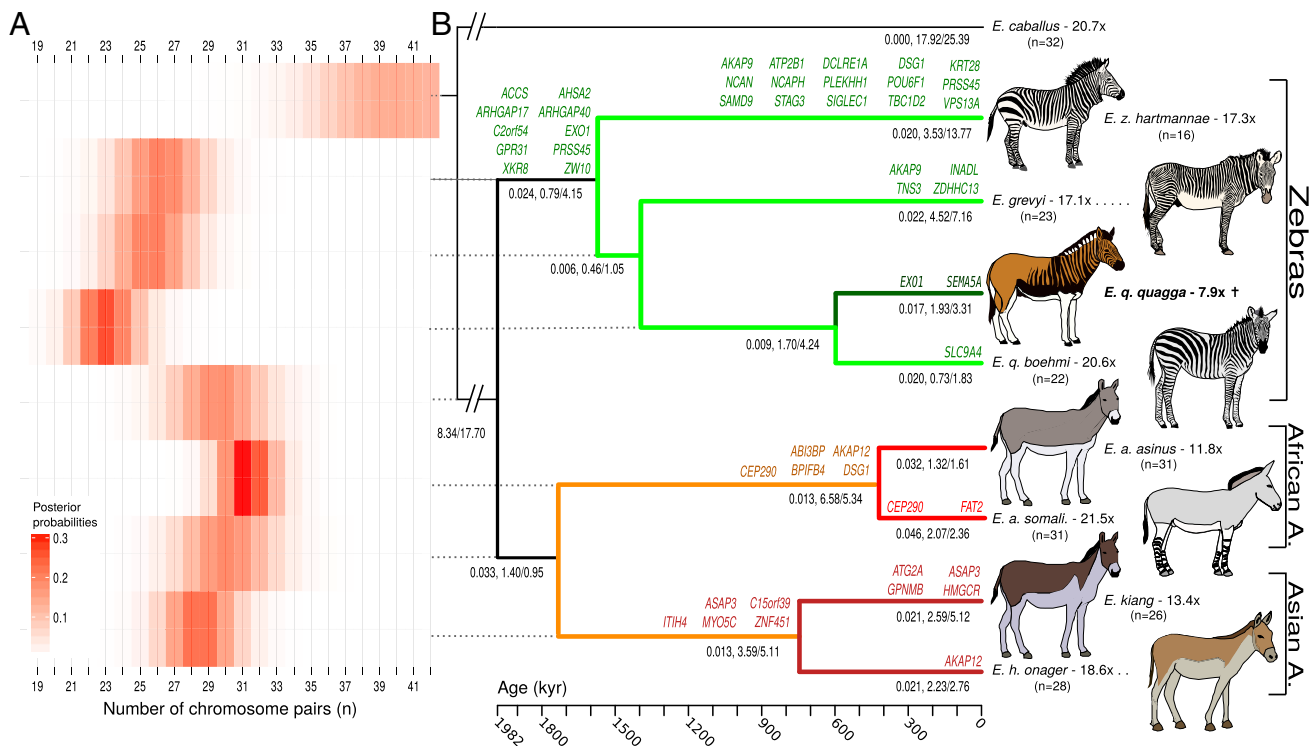 A
19 21 23 25 27 29 31 33 35 37 39 41
Posterior
probabilities
0.3
0.2
0.1
19 21 23 25 27 29 31 33 35 37 39 41
Number of chromosome pairs (n)
B
E. caballus - 20.7x
(n=32)
0.000, 17.92/25.39
AKAP9 ATP2B1 DCLRE1A DSG1 KRT28
NCAN NCAPH PLEKHH1 POU6F1 PRSS45
SAMD9 STAG3 SIGLEC1 TBC1D2 VPS13A
0.020, 3.53/13.77
E. z. hartmannae - 17.3x
(n=16)
ACCS AHSA2
ARHGAP17 ARHGAP40
C2orf54 EXO1
GPR31 PRSS45
XKR8 ZW10
0.024, 0.79/4.15
AKAP9 INADL
TNS3 ZDHHC13
0.022, 4.52/7.16
E. grevyi - 17.1x . . . . .
(n=23)
0.006, 0.46/1.05
EXO1 SEMA5A
0.017, 1.93/3.31
E. q. quagga - 7.9x †
0.009, 1.70/4.24
SLC9A4
0.020, 0.73/1.83
E. q. boehmi - 20.6x
(n=22)
Zebras
8.34/17.70
ABI3BP AKAP12
CEP290 BPIFB4 DSG1
0.013, 6.58/5.34
0.032, 1.32/1.61
E. a. asinus - 11.8x
(n=31)
CEP290 FAT2
0.046, 2.07/2.36
E. a. somali. - 21.5x
(n=31)
African A.
0.033, 1.40/0.95
ATG2A ASAP3
GPNMB HMGCR
0.021, 2.59/5.12
E. kiang - 13.4x
(n=26)
ASAP3 C15orf39
ITIH4 MYO5C ZNF451
0.013, 3.59/5.11
AKAP12
0.021, 2.23/2.76
E. h. onager - 18.6x . .
(n=28)
Asian A.
Age (kyr)
1982 1800 1500 1200 900 600 300 0